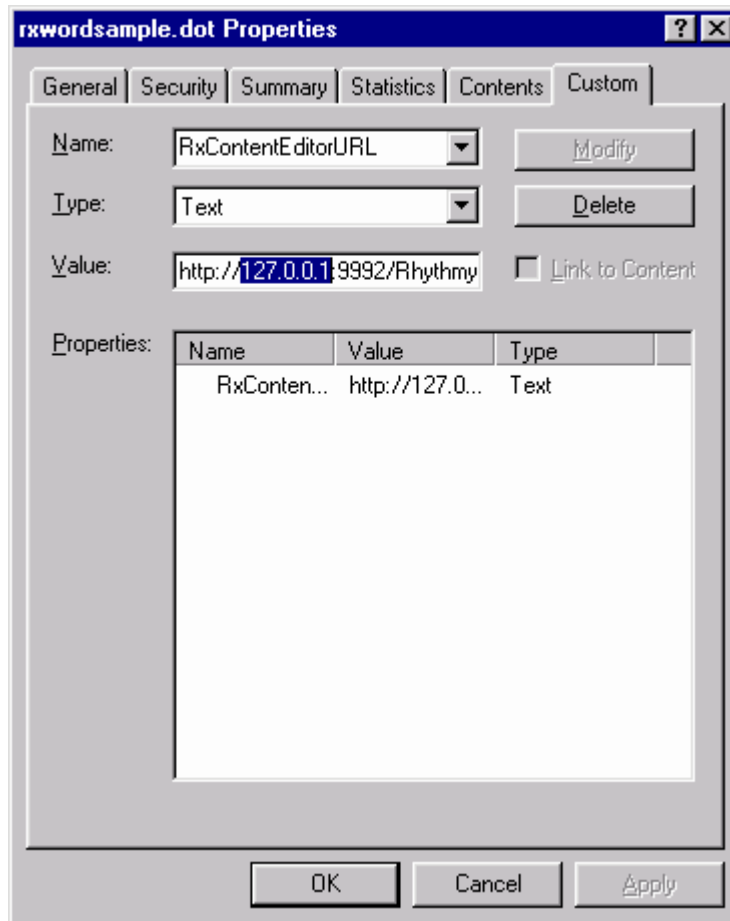 rxwordsample.dot Properties
General Security Summary Statistics Contents Custom
Name: RxContentEditorURL Modify
Type: Text Delete
Value: http://127.0.0.1:9992/Rhythmy Link to Content
Properties: Name Value Type
RxConten... http://127.0... Text
OK Cancel Apply